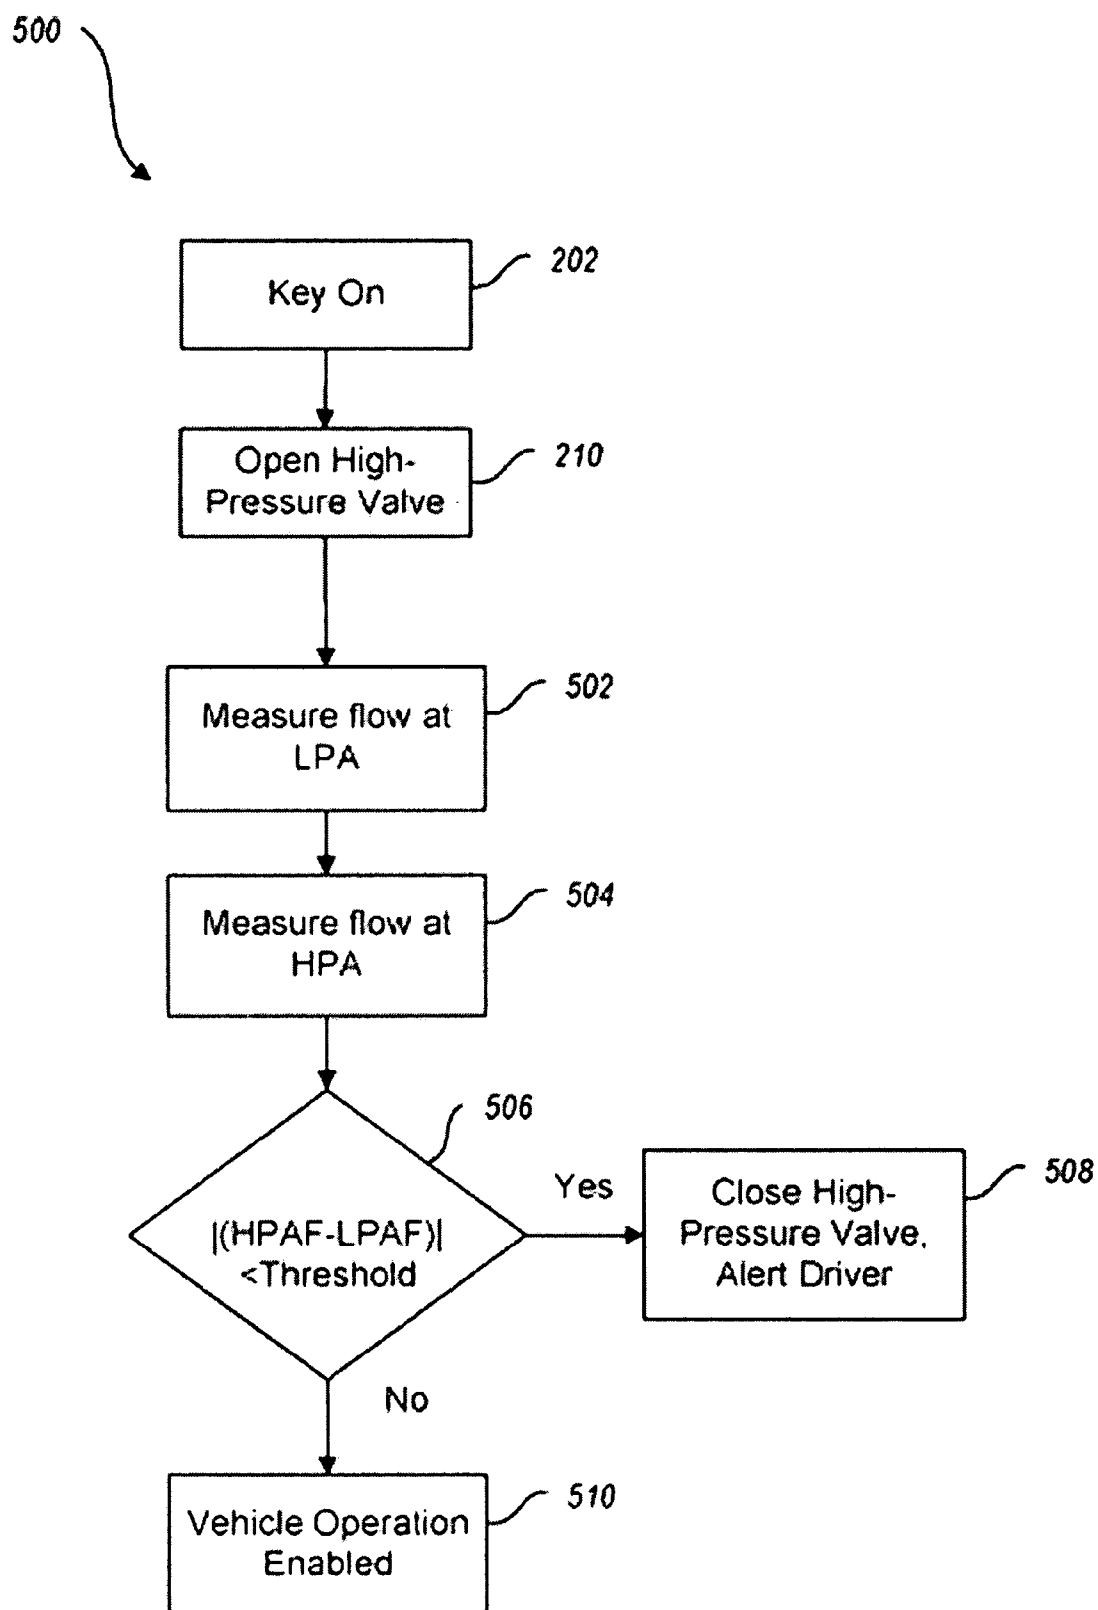 500
Key On
202
Open High-
Pressure Valve
210
Measure flow at
LPA
502
Measure flow at
HPA
504
506
|(HPAF-LPAF)|
<Threshold
Yes
Close High-
Pressure Valve,
Alert Driver
508
No
Vehicle Operation
Enabled
510